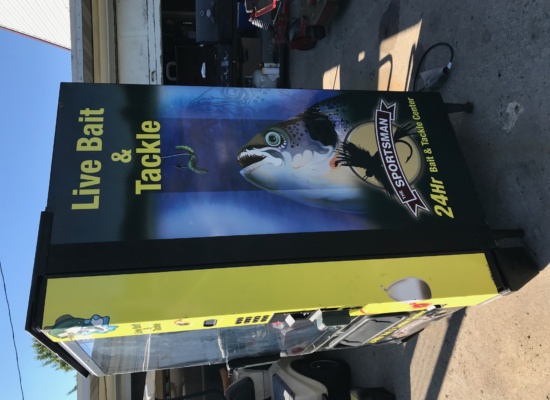 Live Bait
&
Tackle
THE SPORTSMAN
24Hr Bait & Tackle Center